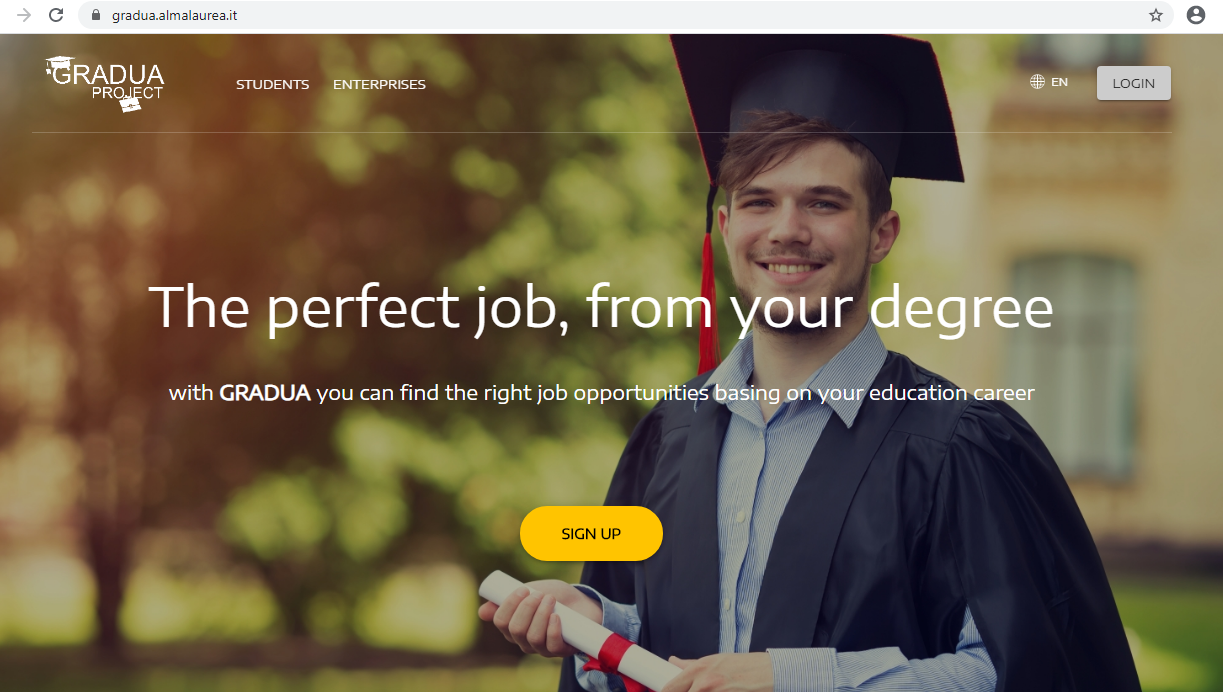 gradua.almalaurea.it
GRADUA
PROJECT
STUDENTS ENTERPRISES
EN
LOGIN
The perfect job, from your degree
with GRADUA you can find the right job opportunities basing on your education career
SIGN UP